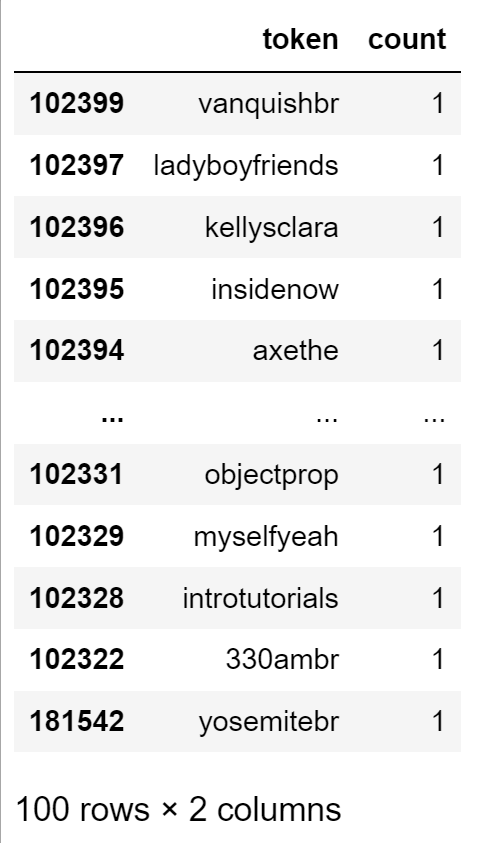 token count
102399 vanquishbr 1
102397 ladyboyfriends 1
102396 kellysclara 1
102395 insidenow 1
102394 axethe 1
... ... ...
102331 objectprop 1
102329 myselfyeah 1
102328 introtutorials 1
102322 330ambr 1
181542 yosemitebr 1
100 rows × 2 columns